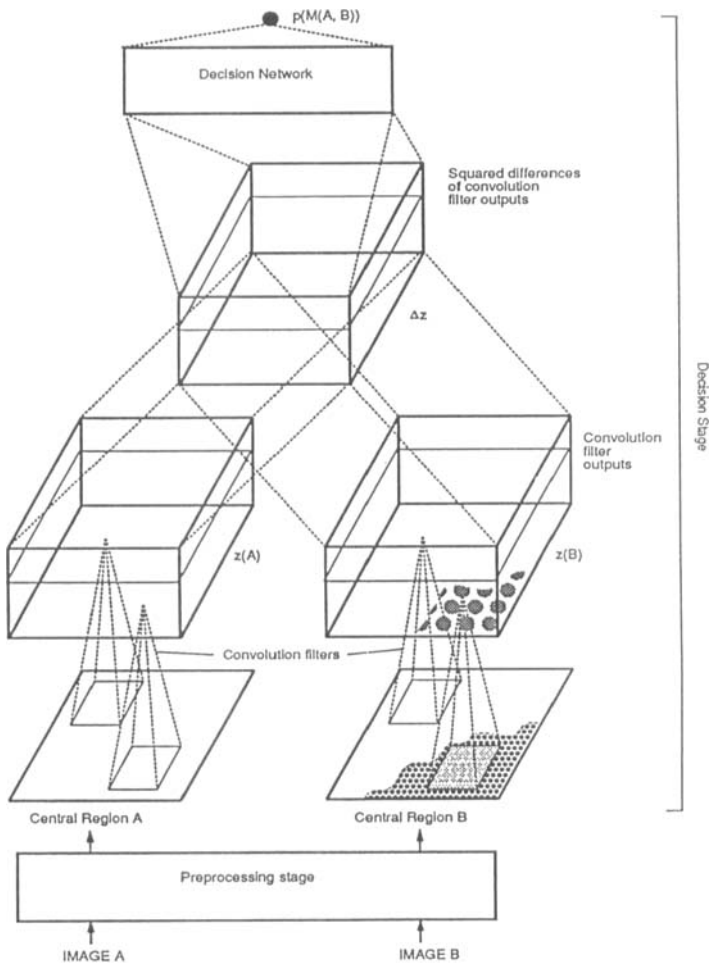 p(M(A, B))
Decision Network
Squared differences
of convolution
filter outputs
Δz
Decision Stage
Convolution
filter
outputs
z(A)
z(B)
Convolution filters
Central Region A
Central Region B
Preprocessing stage
IMAGE A
IMAGE B